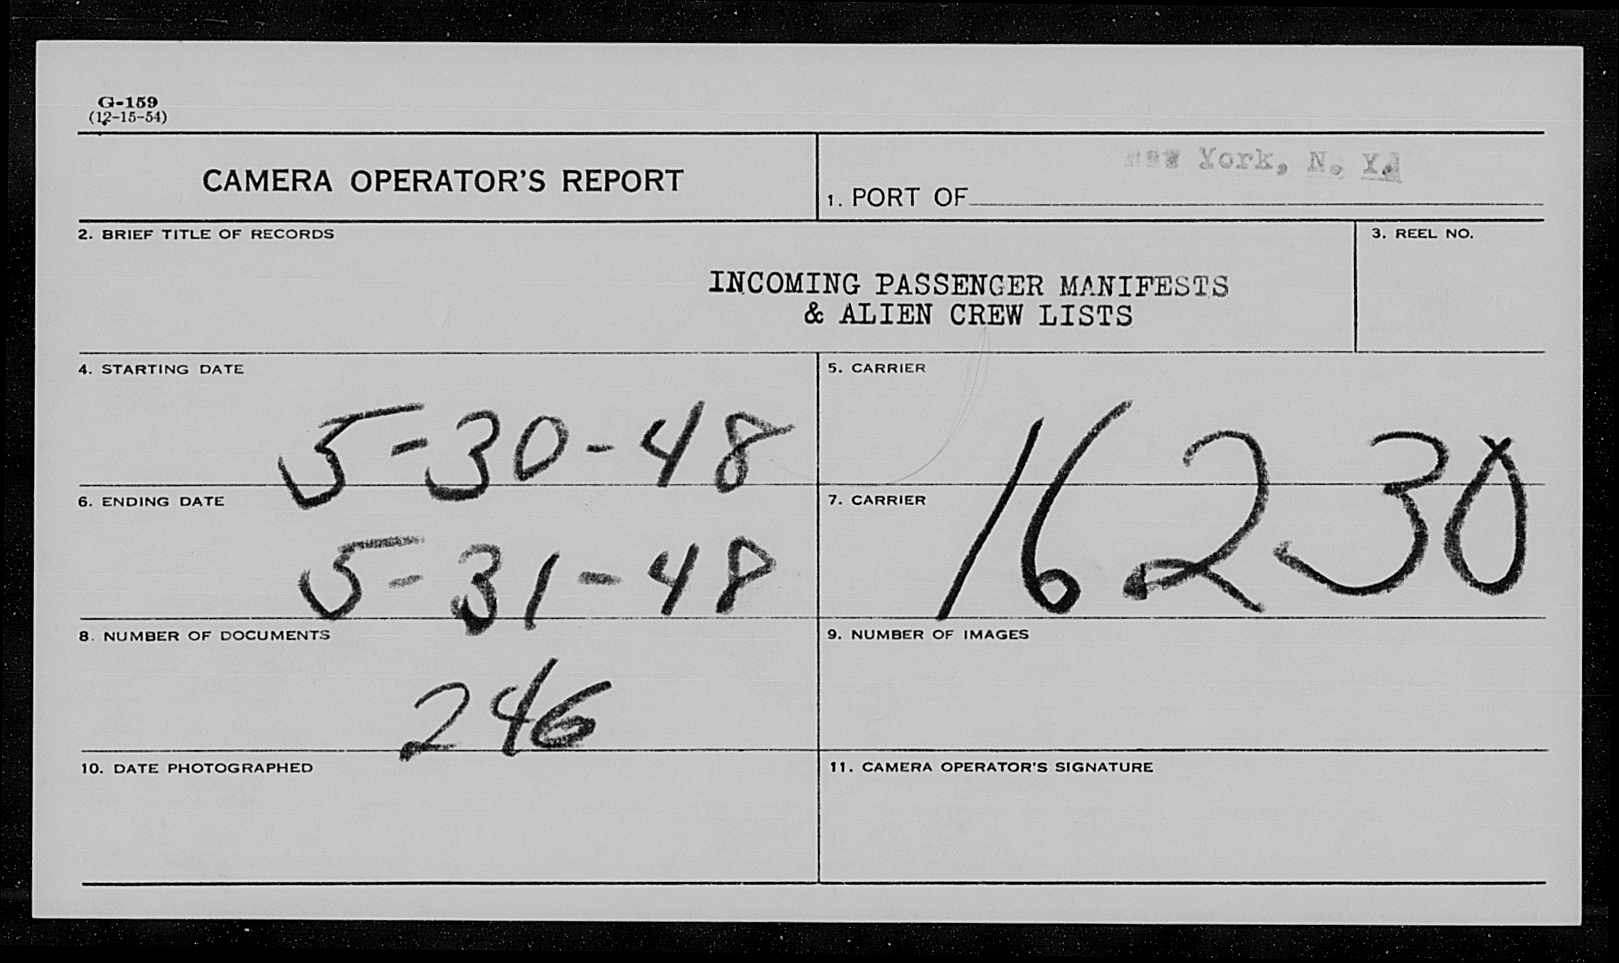 G-159
(12-15-54)
CAMERA OPERATOR'S REPORT
New York, N. Y.
1. PORT OF
2. BRIEF TITLE OF RECORDS
3. REEL NO.
INCOMING PASSENGER MANIFESTS
& ALIEN CREW LISTS
4. STARTING DATE
5-30-48
5. CARRIER
16230
6. ENDING DATE
5-31-48
7. CARRIER
8. NUMBER OF DOCUMENTS
246
9. NUMBER OF IMAGES
10. DATE PHOTOGRAPHED
11. CAMERA OPERATOR'S SIGNATURE